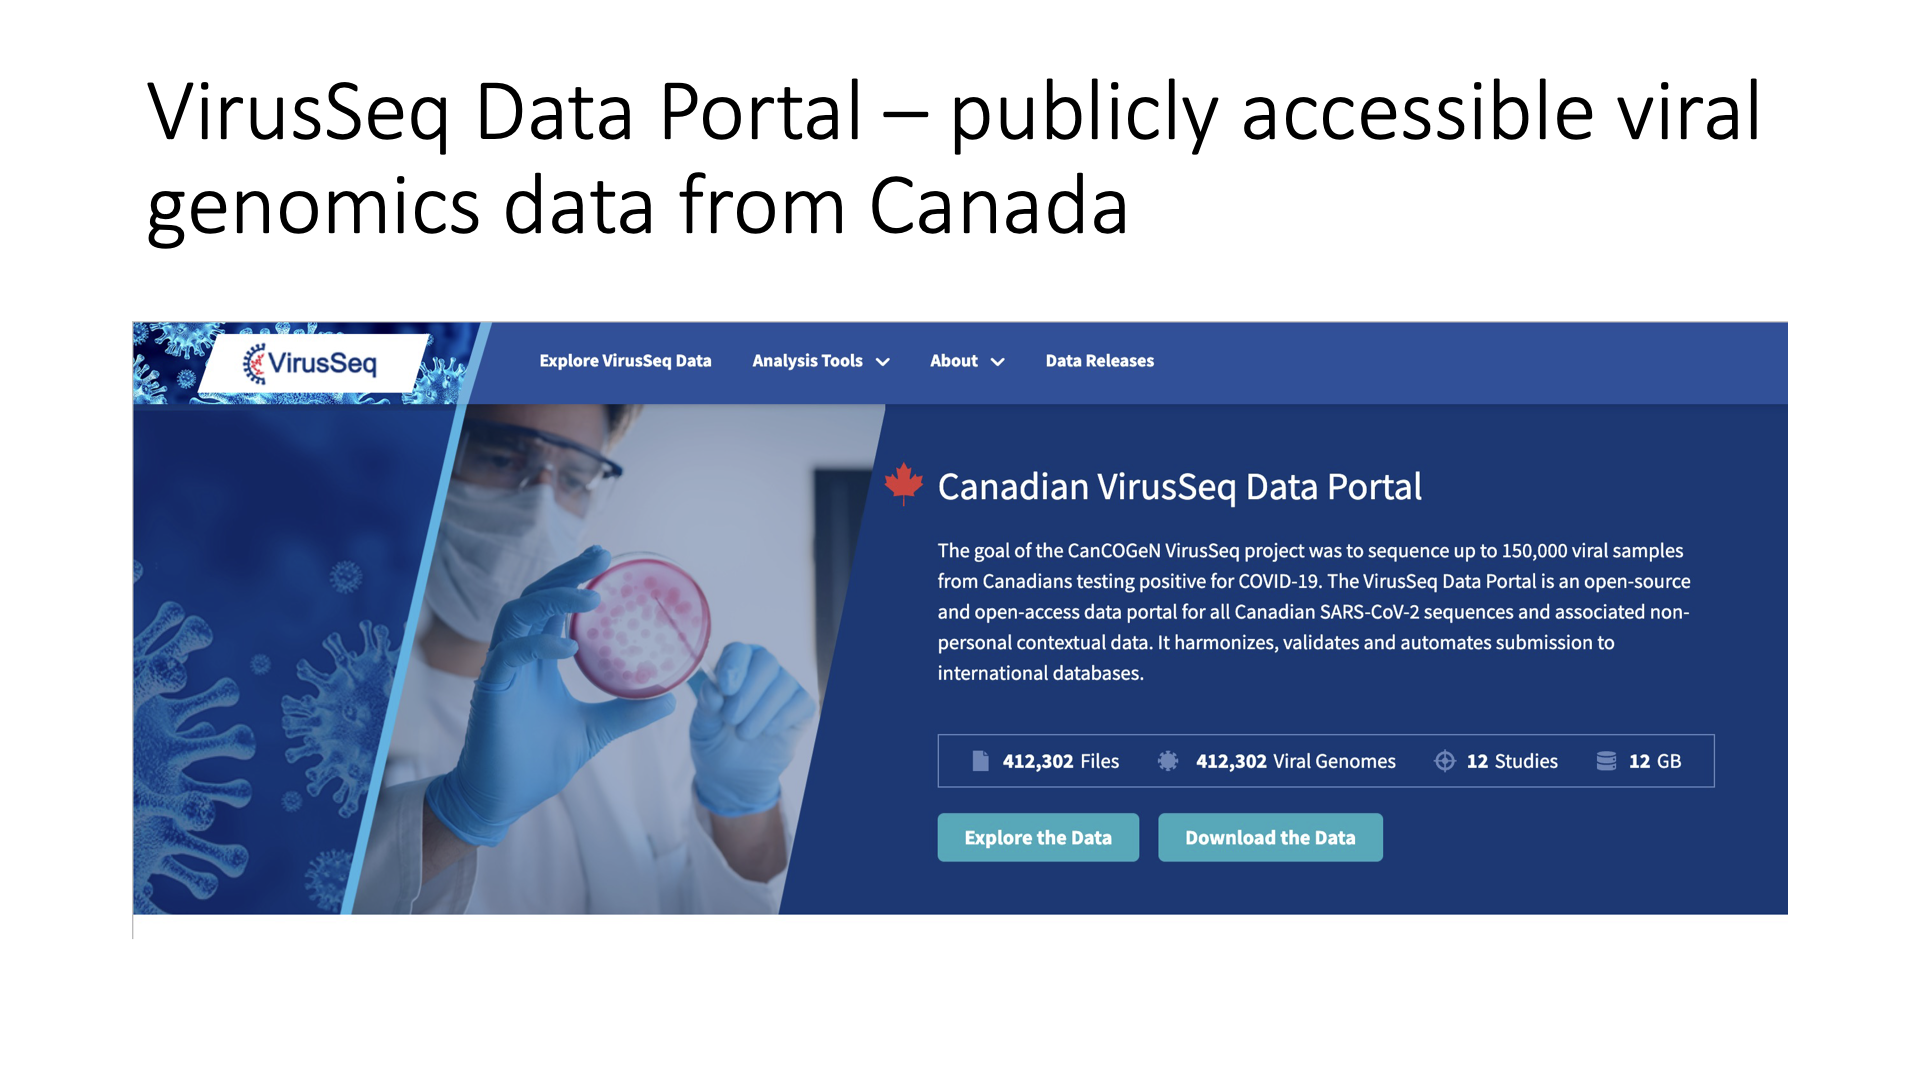 VirusSeq Data Portal – publicly accessible viral
genomics data from Canada
VirusSeq
Explore VirusSeq Data
Analysis Tools
About
Data Releases
Canadian VirusSeq Data Portal
The goal of the CanCOGeN VirusSeq project was to sequence up to 150,000 viral samples
from Canadians testing positive for COVID-19. The VirusSeq Data Portal is an open-source
and open-access data portal for all Canadian SARS-CoV-2 sequences and associated non-
personal contextual data. It harmonizes, validates and automates submission to
international databases.
412,302 Files
412,302 Viral Genomes
12 Studies
12 GB
Explore the Data
Download the Data